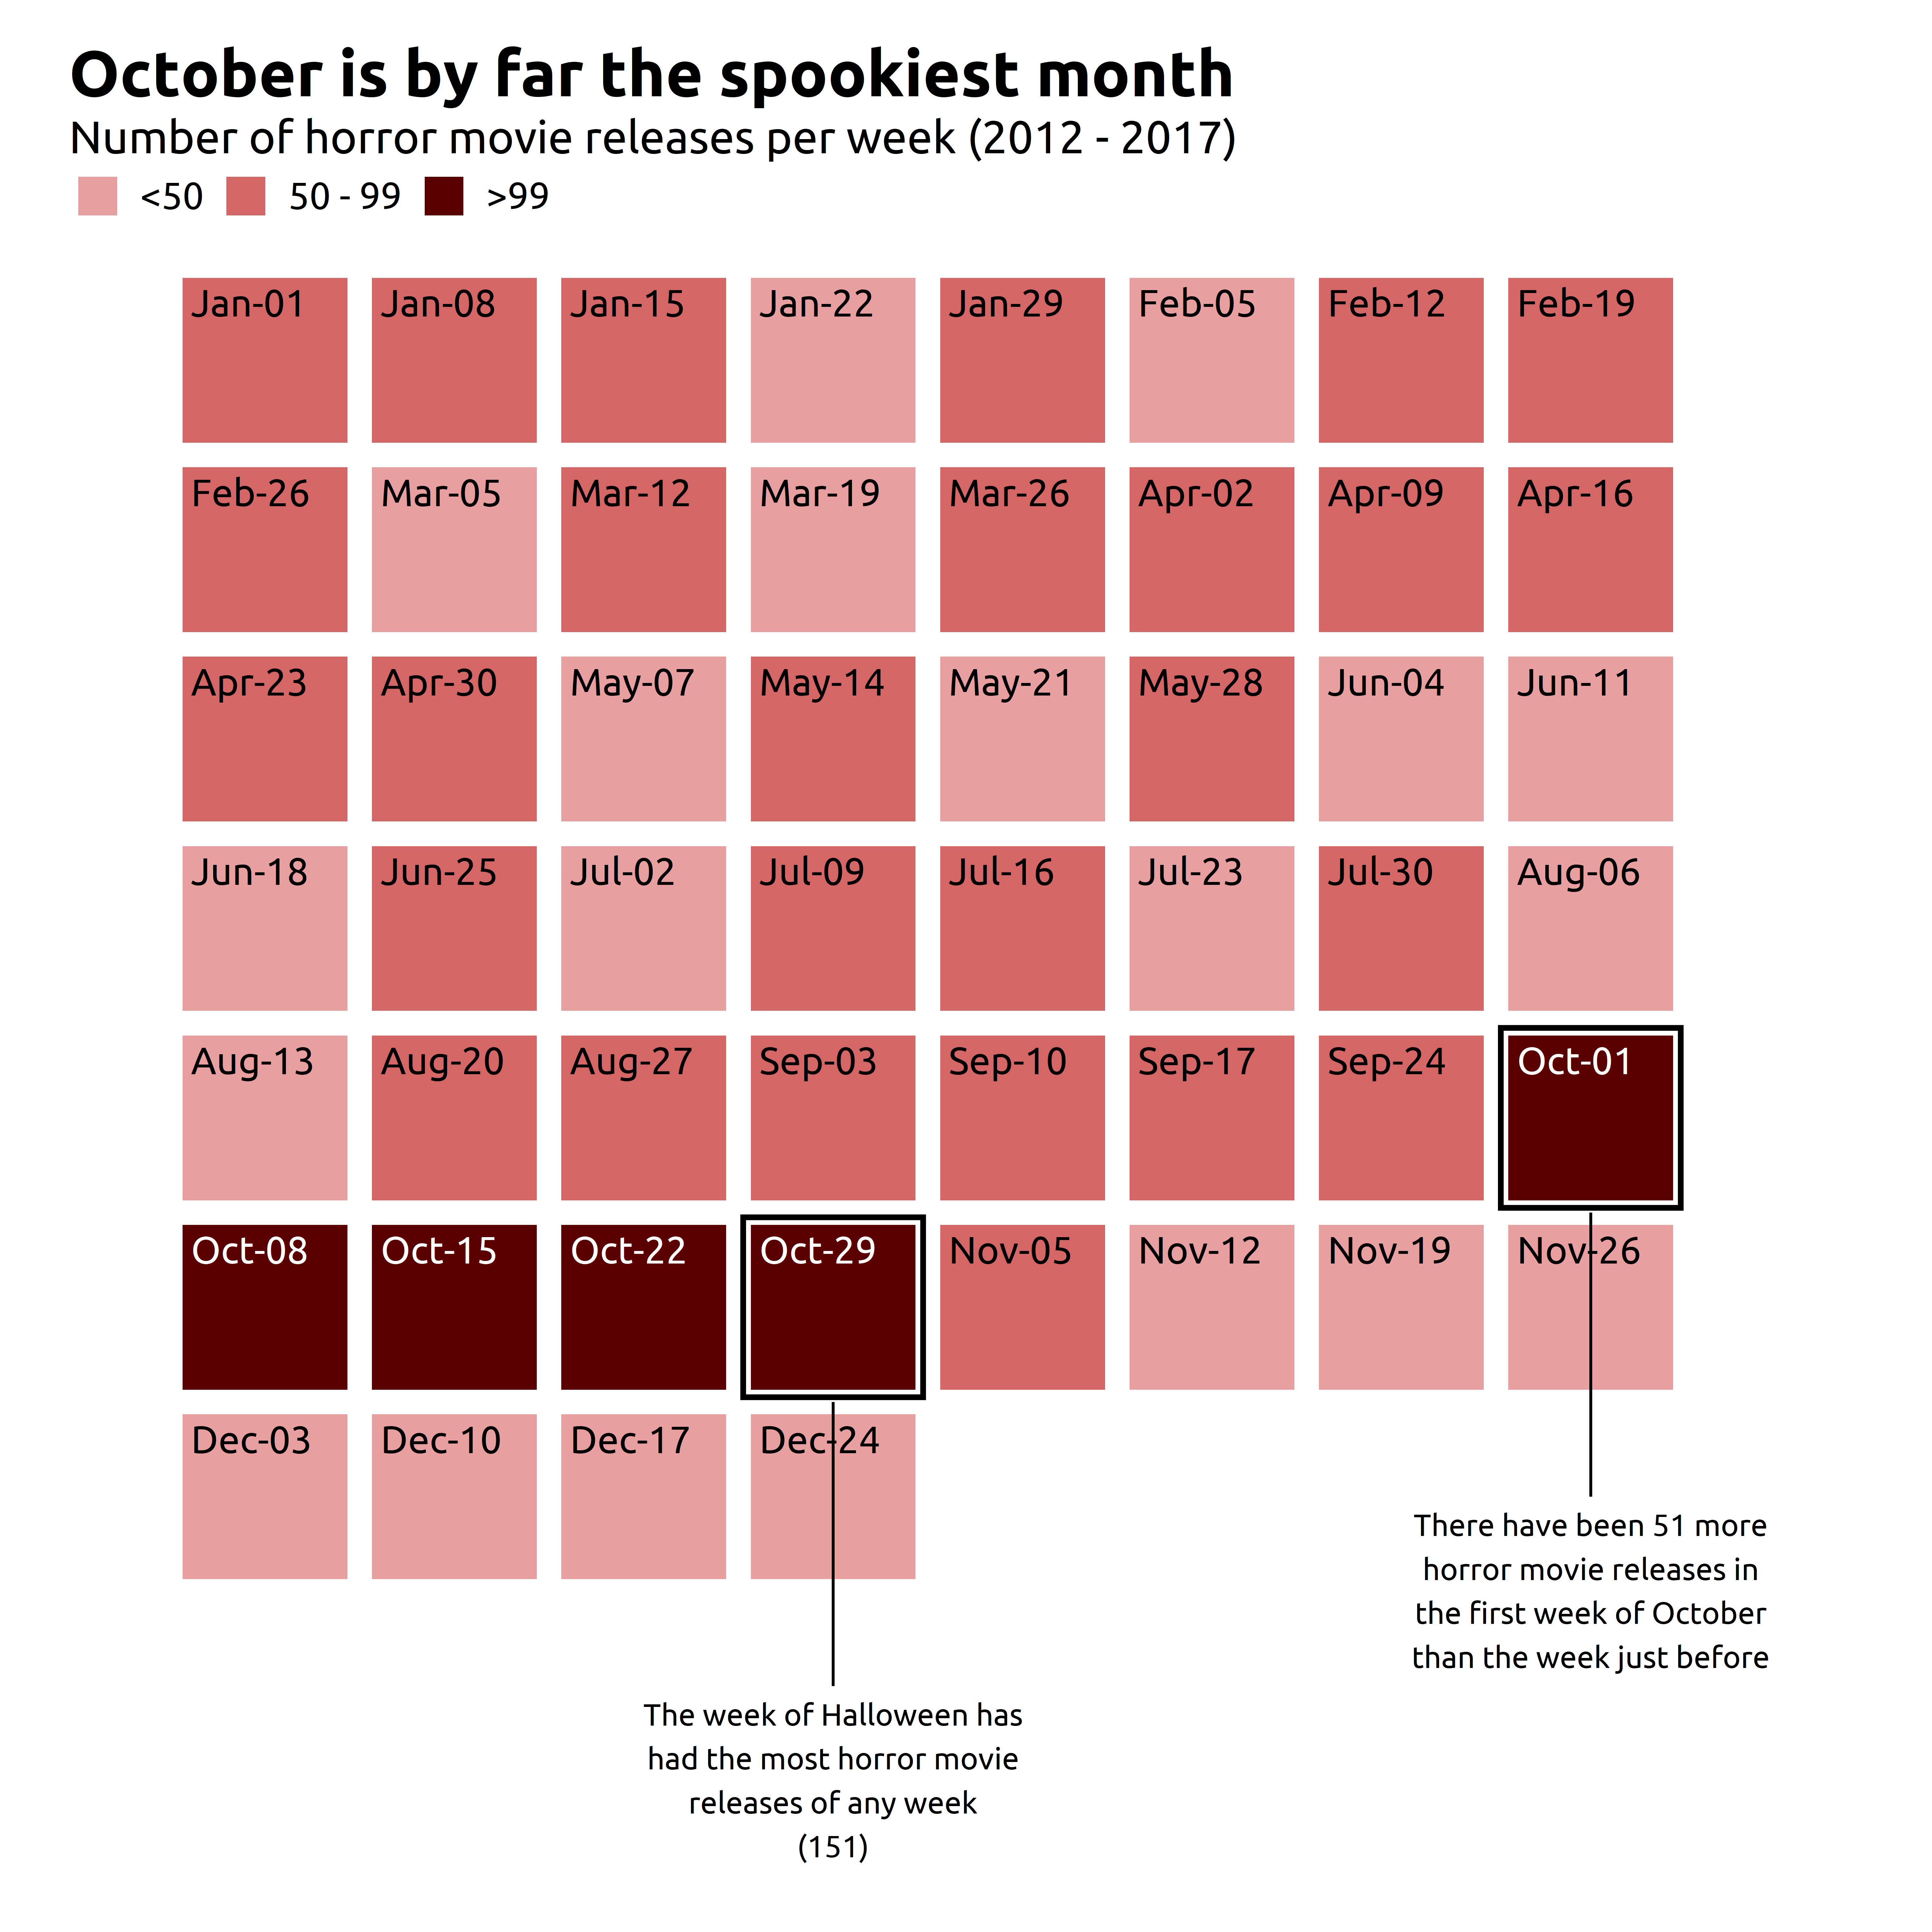 October is by far the spookiest month
Number of horror movie releases per week (2012 - 2017)
<50 50 - 99 >99
Jan-01 Jan-08 Jan-15 Jan-22 Jan-29 Feb-05 Feb-12 Feb-19
Feb-26 Mar-05 Mar-12 Mar-19 Mar-26 Apr-02 Apr-09 Apr-16
Apr-23 Apr-30 May-07 May-14 May-21 May-28 Jun-04 Jun-11
Jun-18 Jun-25 Jul-02 Jul-09 Jul-16 Jul-23 Jul-30 Aug-06
Aug-13 Aug-20 Aug-27 Sep-03 Sep-10 Sep-17 Sep-24 Oct-01
Oct-08 Oct-15 Oct-22 Oct-29 Nov-05 Nov-12 Nov-19 Nov-26
Dec-03 Dec-10 Dec-17 Dec-24
There have been 51 more
horror movie releases in
the first week of October
than the week just before
The week of Halloween has
had the most horror movie
releases of any week
(151)